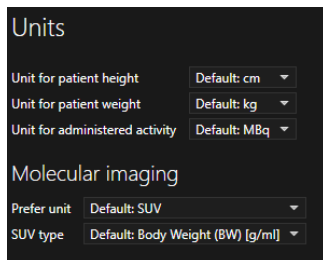 Units
Unit for patient height Default: cm
Unit for patient weight Default: kg
Unit for administered activity Default: MBq
Molecular imaging
Prefer unit Default: SUV
SUV type Default: Body Weight (BW) [g/ml]